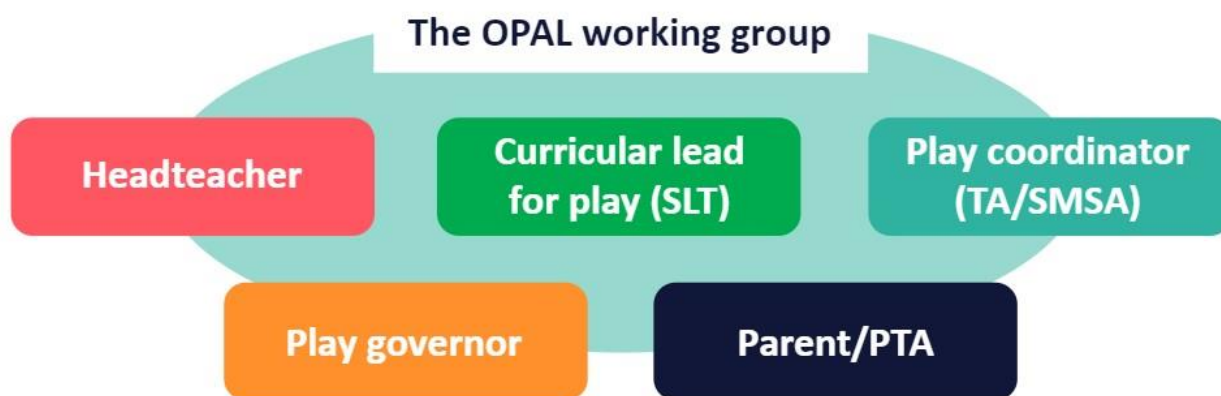 The OPAL working group
Headteacher
Curricular lead
for play (SLT)
Play coordinator
(TA/SMSA)
Play governor
Parent/PTA